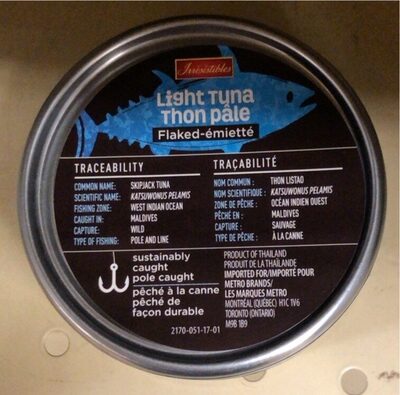 Irresistibles
Light Tuna
Thon pâle
Flaked-émietté
TRACEABILITY
COMMON NAME: SKIPJACK TUNA
SCIENTIFIC NAME: KATSUWONUS PELAMIS
FISHING ZONE: WEST INDIAN OCEAN
CAUGHT IN: MALDIVES
CAPTURE: WILD
TYPE OF FISHING: POLE AND LINE
TRAÇABILITÉ
NOM COMMUN : THON LISTAO
NOM SCIENTIFIQUE : KATSUWONUS PELAMIS
ZONE DE PÊCHE : OCÉAN INDIEN OUEST
PÊCHÉ EN : MALDIVES
CAPTURE : SAUVAGE
TYPE DE PÊCHE : À LA CANNE
sustainably
caught
pole caught
pêché à la canne
pêché de
façon durable
2170-051-17-01
PRODUCT OF THAILAND
PRODUIT DE LA THAÏLANDE
IMPORTED FOR/IMPORTÉ POUR
METRO BRANDS/
LES MARQUES METRO
MONTRÉAL (QUÉBEC) H1C 1V6
TORONTO (ONTARIO)
M9B 1B9